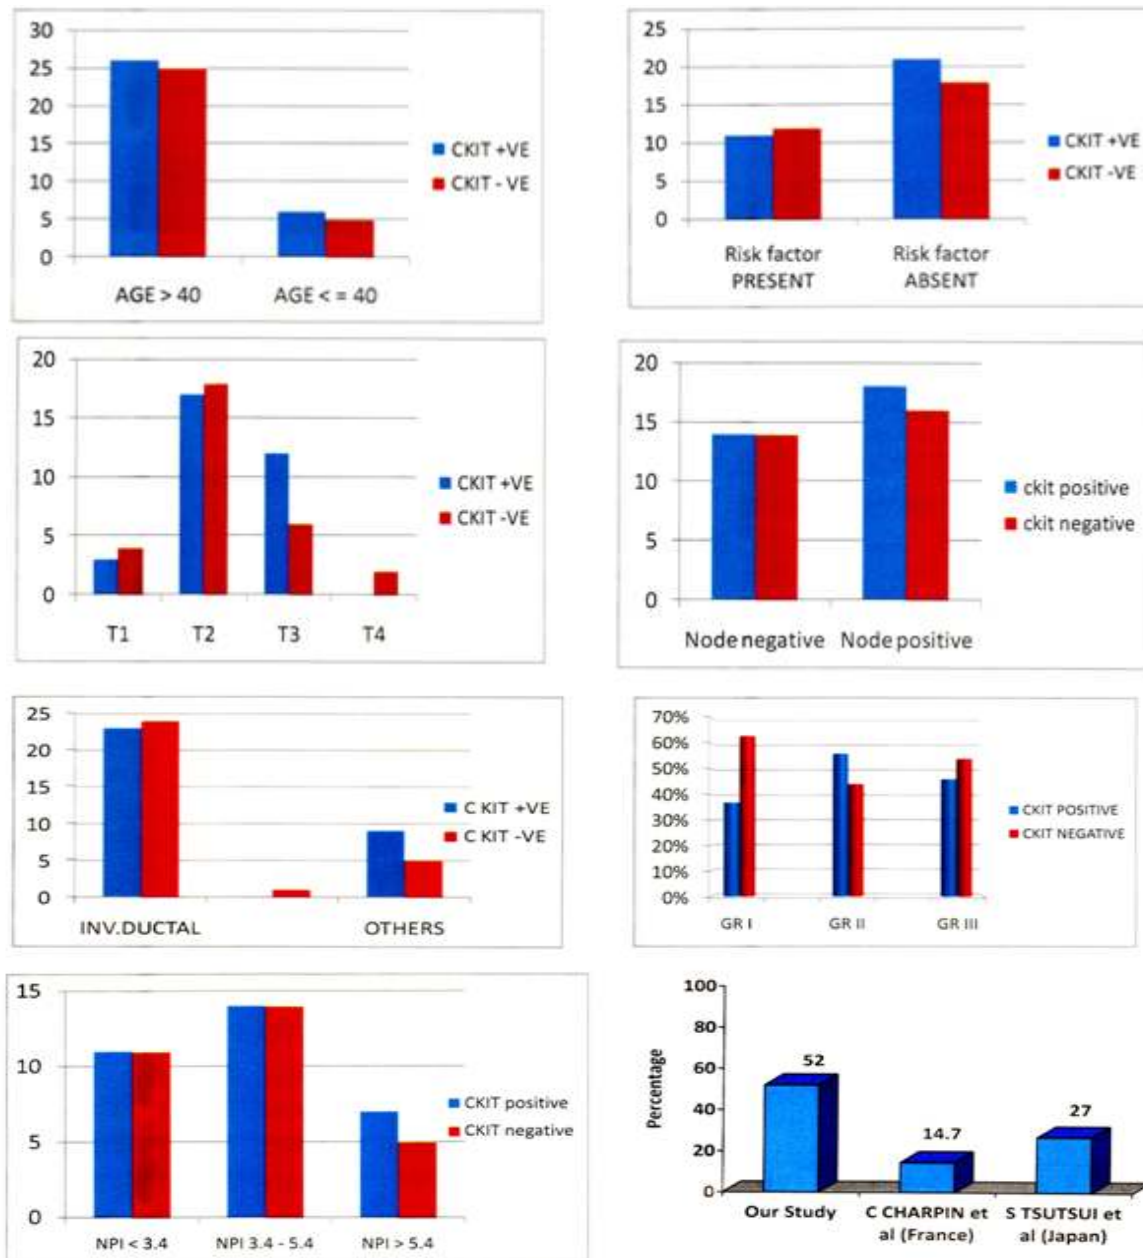 30
25
20
15
10
5
0
AGE > 40
AGE < = 40
CKIT +VE
CKIT - VE
25
20
15
10
5
0
Risk factor
PRESENT
Risk factor
ABSENT
CKIT +VE
CKIT -VE
20
15
10
5
0
T1
T2
T3
T4
CKIT +VE
CKIT -VE
20
15
10
5
0
Node negative
Node positive
ckit positive
ckit negative
25
20
15
10
5
0
INV.DUCTAL
OTHERS
C KIT +VE
C KIT -VE
70%
60%
50%
40%
30%
20%
10%
0%
GR I
GR II
GR III
CKIT POSITIVE
CKIT NEGATIVE
15
10
5
0
NPI < 3.4
NPI 3.4 - 5.4
NPI > 5.4
CKIT positive
CKIT negative
Percentage
100
80
60
40
20
0
52
14.7
27
Our Study
C CHARPIN et
al (France)
S TSUTSUI et
al (Japan)